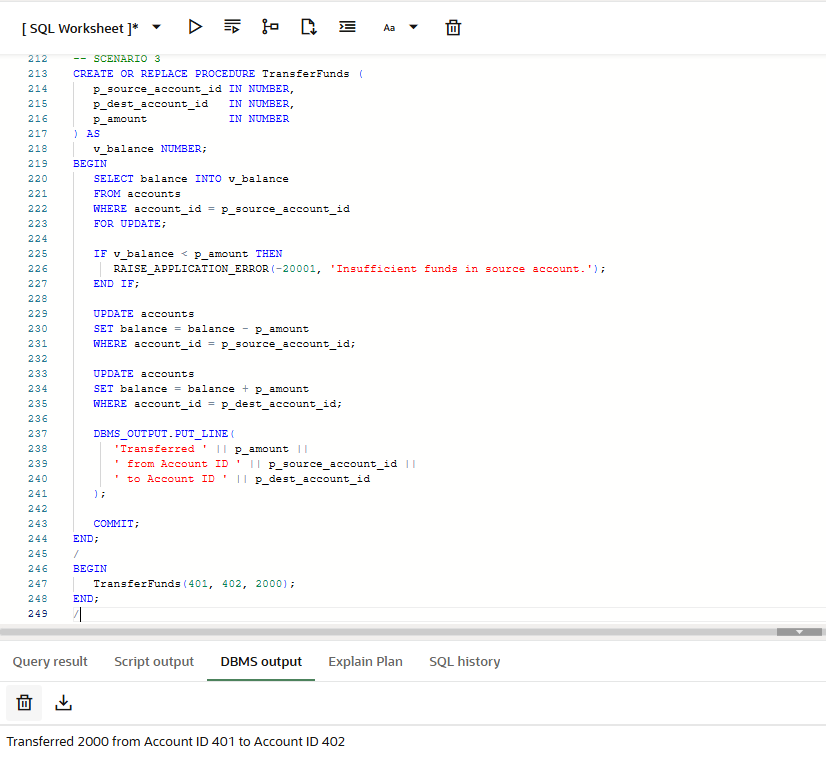 [ SQL Worksheet ]* Aa
212 -- SCENARIO 3
213 CREATE OR REPLACE PROCEDURE TransferFunds (
214 p_source_account_id IN NUMBER,
215 p_dest_account_id IN NUMBER,
216 p_amount IN NUMBER
217 ) AS
218 v_balance NUMBER;
219 BEGIN
220 SELECT balance INTO v_balance
221 FROM accounts
222 WHERE account_id = p_source_account_id
223 FOR UPDATE;
224
225 IF v_balance < p_amount THEN
226 RAISE_APPLICATION_ERROR(-20001, 'Insufficient funds in source account.');
227 END IF;
228
229 UPDATE accounts
230 SET balance = balance - p_amount
231 WHERE account_id = p_source_account_id;
232
233 UPDATE accounts
234 SET balance = balance + p_amount
235 WHERE account_id = p_dest_account_id;
236
237 DBMS_OUTPUT.PUT_LINE(
238 'Transferred ' || p_amount ||
239 ' from Account ID ' || p_source_account_id ||
240 ' to Account ID ' || p_dest_account_id
241 );
242
243 COMMIT;
244 END;
245 /
246 BEGIN
247 TransferFunds(401, 402, 2000);
248 END;
249 /
Query result Script output DBMS output Explain Plan SQL history
Transferred 2000 from Account ID 401 to Account ID 402